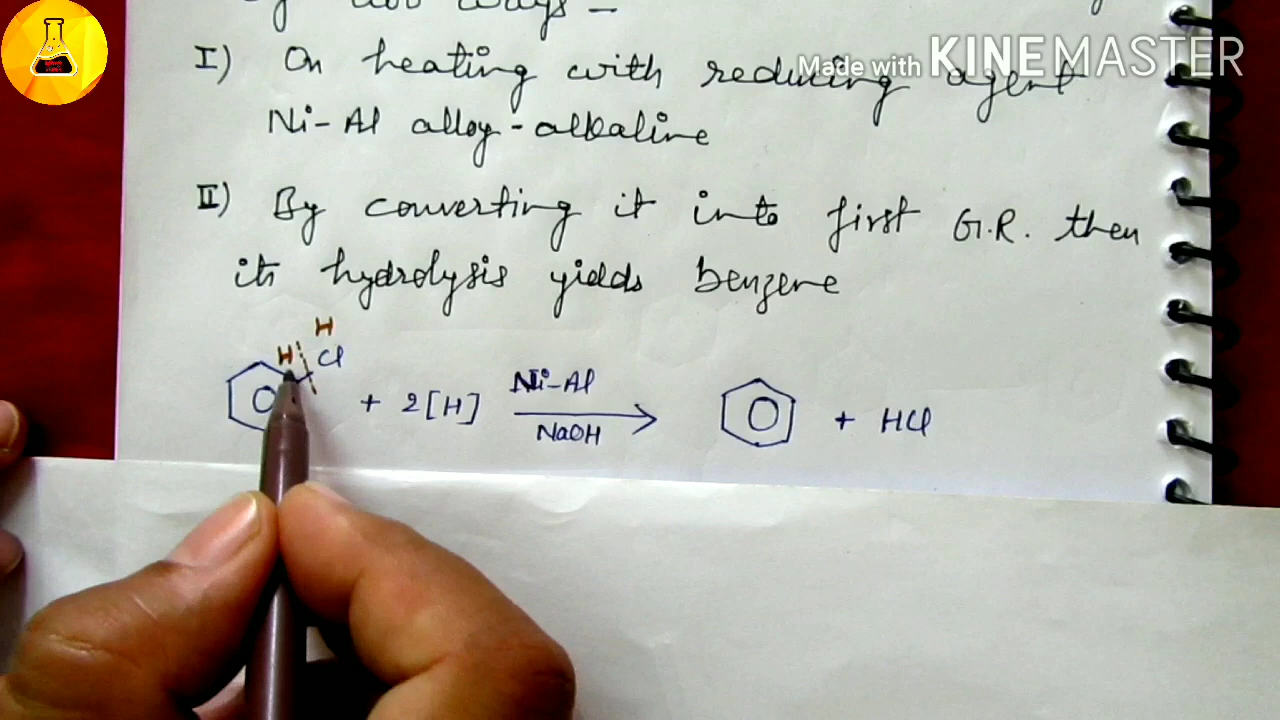 Made with KINEMASTER
I) On heating with reducing agent
Ni-Al alloy-alkaline
II) By converting it into first G.R. then
its hydrolysis yields benzene
H
H Cl
+ 2[H] Ni-Al + HCl
NaOH